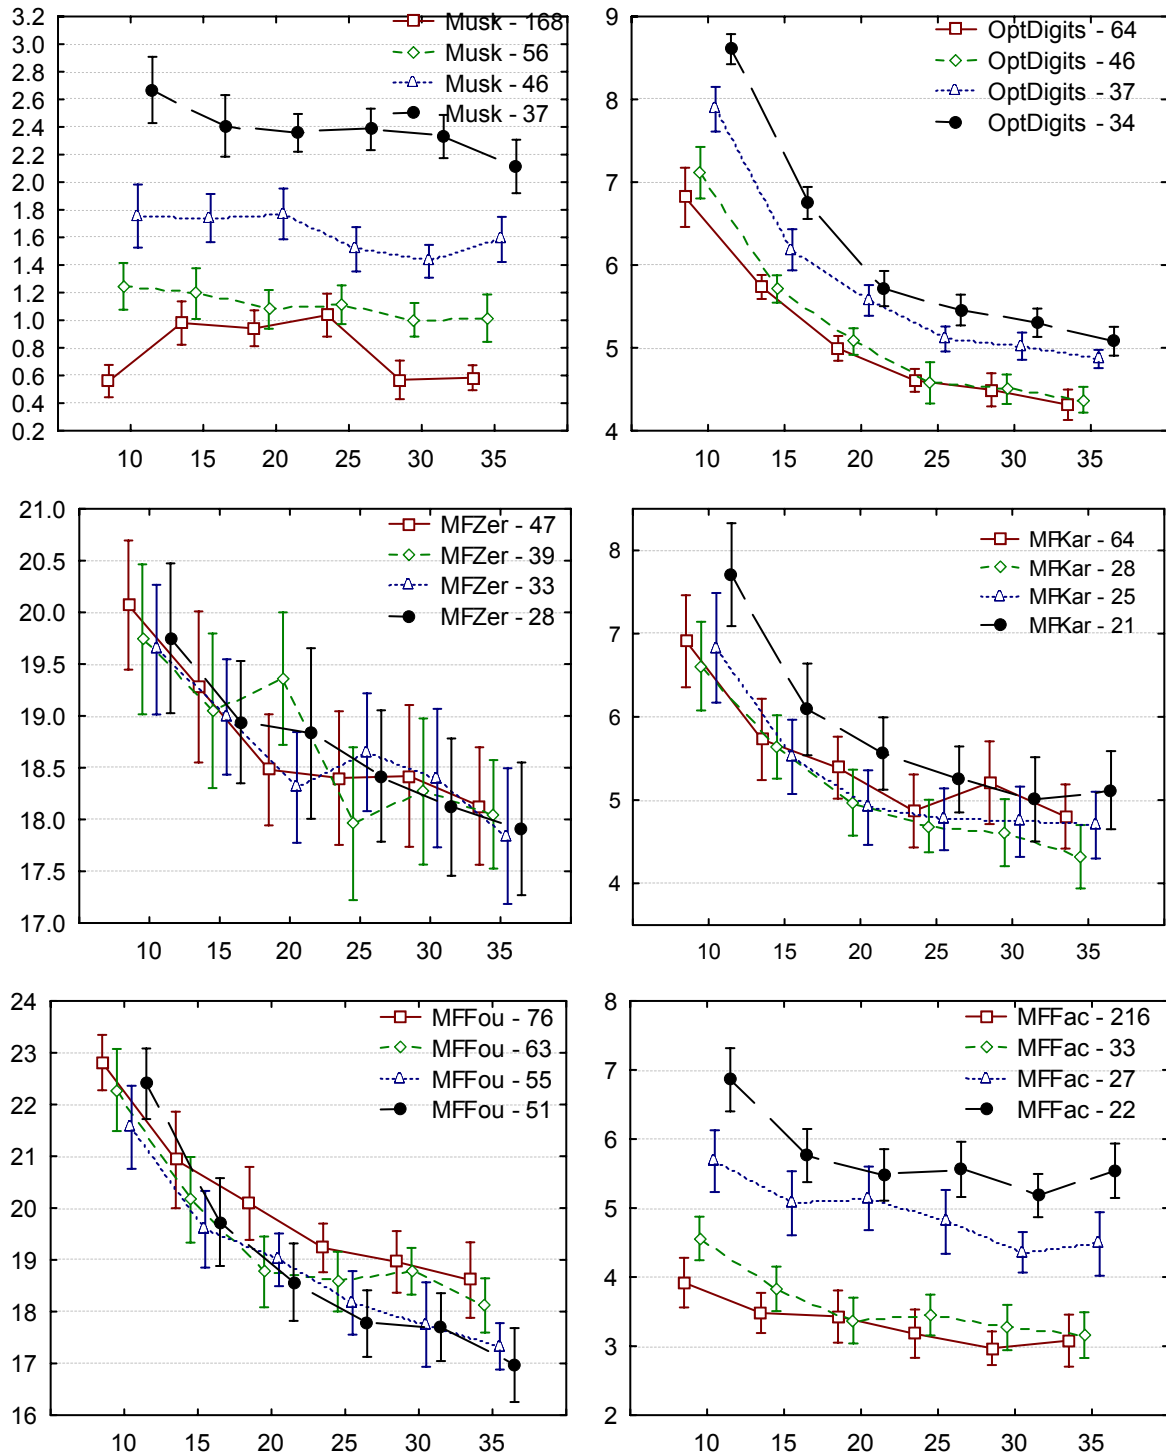 3.2
3.0
2.8
2.6
2.4
2.2
2.0
1.8
1.6
1.4
1.2
1.0
0.8
0.6
0.4
0.2
Musk - 168
Musk - 56
Musk - 46
Musk - 37
10 15 20 25 30 35
9
8
7
6
5
4
OptDigits - 64
OptDigits - 46
OptDigits - 37
OptDigits - 34
10 15 20 25 30 35
21.0
20.5
20.0
19.5
19.0
18.5
18.0
17.5
17.0
MFZer - 47
MFZer - 39
MFZer - 33
MFZer - 28
10 15 20 25 30 35
8
7
6
5
4
MFKar - 64
MFKar - 28
MFKar - 25
MFKar - 21
10 15 20 25 30 35
24
23
22
21
20
19
18
17
16
MFFou - 76
MFFou - 63
MFFou - 55
MFFou - 51
10 15 20 25 30 35
8
7
6
5
4
3
2
MFFac - 216
MFFac - 33
MFFac - 27
MFFac - 22
10 15 20 25 30 35